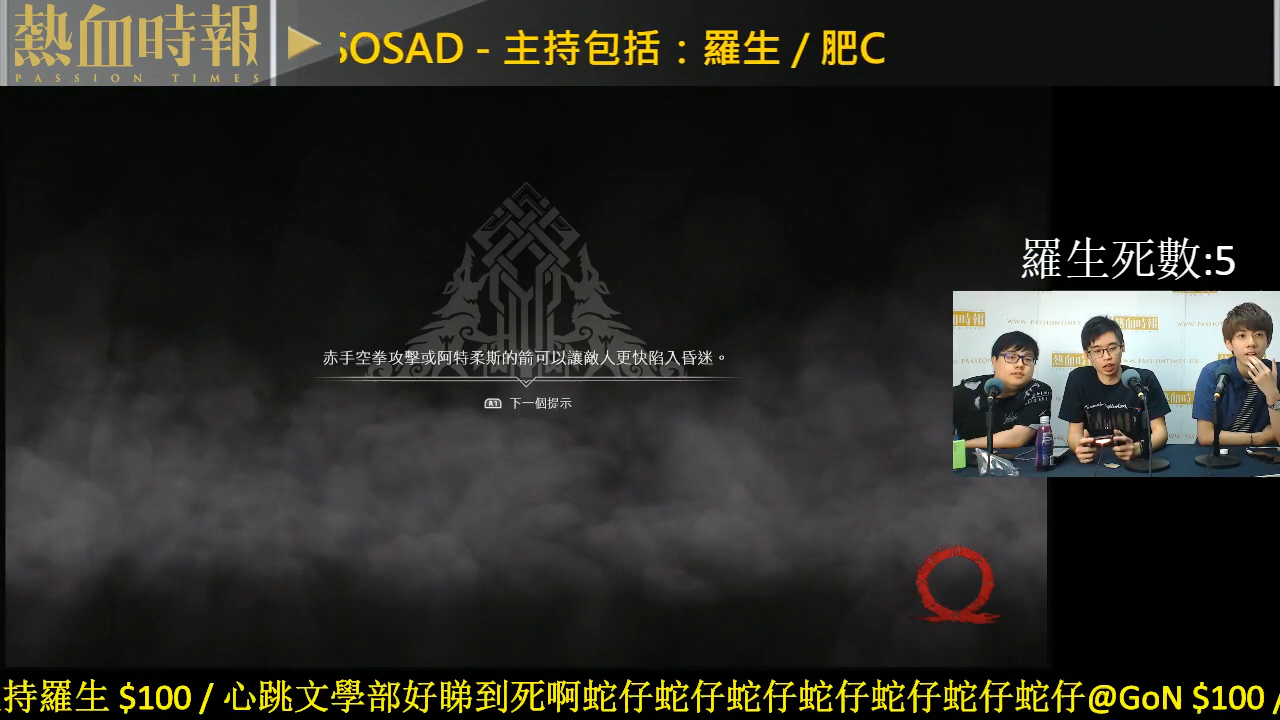 熱血時報
PASSION TIMES
SOSAD - 主持包括：羅生 / 肥C
羅生死數:5
WWW.PASSIONTIMES
赤手空拳攻擊或阿特柔斯的箭可以讓敵人更快陷入昏迷。
R1 下一個提示
持羅生 $100 / 心跳文學部好睇到死啊蛇仔蛇仔蛇仔蛇仔蛇仔蛇仔蛇仔@GoN $100 /